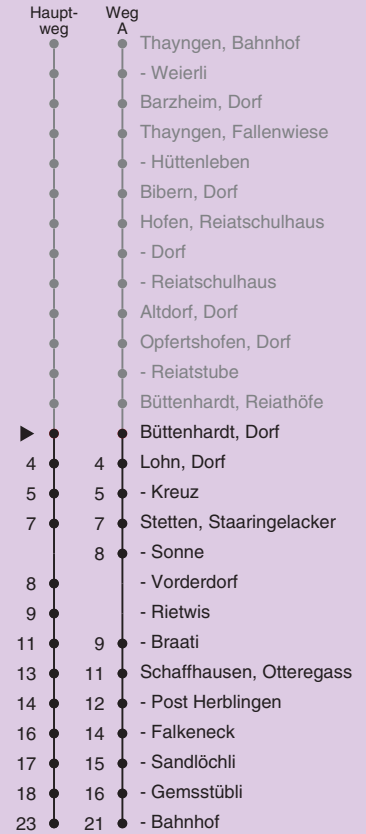 Haupt- Weg
weg A
Thayngen, Bahnhof
- Weierli
Barzheim, Dorf
Thayngen, Fallenwiese
- Hüttenleben
Bibern, Dorf
Hofen, Reiatschulhaus
- Dorf
- Reiatschulhaus
Altdorf, Dorf
Opfertshofen, Dorf
- Reiatstube
Büttenhardt, Reiathöfe
Büttenhardt, Dorf
4 4 Lohn, Dorf
5 5 - Kreuz
7 7 Stetten, Staaringelacker
8 - Sonne
8 - Vorderdorf
9 - Rietwis
11 9 - Braati
13 11 Schaffhausen, Otteregass
14 12 - Post Herblingen
16 14 - Falkeneck
17 15 - Sandlöchli
18 16 - Gemsstübli
23 21 - Bahnhof